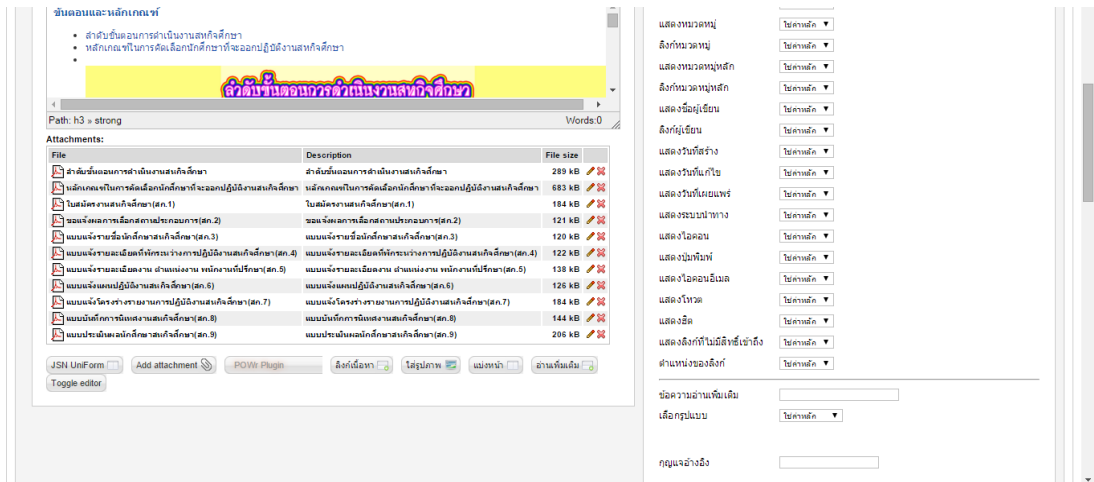 ขั้นตอนและหลักเกณฑ์
ลำดับขั้นตอนการดำเนินงานสหกิจศึกษา
หลักเกณฑ์ในการคัดเลือกนักศึกษาที่จะออกปฏิบัติงานสหกิจศึกษา
ลำดับขั้นตอนการดำเนินงานสหกิจศึกษา
Path: h3 » strong Words:0
Attachments:
File Description File size
ลำดับขั้นตอนการดำเนินงานสหกิจศึกษา ลำดับขั้นตอนการดำเนินงานสหกิจศึกษา 289 kB
หลักเกณฑ์ในการคัดเลือกนักศึกษาที่จะออกปฏิบัติงานสหกิจศึกษา หลักเกณฑ์ในการคัดเลือกนักศึกษาที่จะออกปฏิบัติงานสหกิจศึกษา 683 kB
ใบสมัครงานสหกิจศึกษา(สก.1) ใบสมัครงานสหกิจศึกษา(สก.1) 184 kB
ขอแจ้งผลการเลือกสถานประกอบการ(สก.2) ขอแจ้งผลการเลือกสถานประกอบการ(สก.2) 121 kB
แบบแจ้งรายชื่อนักศึกษาสหกิจศึกษา(สก.3) แบบแจ้งรายชื่อนักศึกษาสหกิจศึกษา(สก.3) 120 kB
แบบแจ้งรายละเอียดที่พักระหว่างการปฏิบัติงานสหกิจศึกษา(สก.4) แบบแจ้งรายละเอียดที่พักระหว่างการปฏิบัติงานสหกิจศึกษา(สก.4) 122 kB
แบบแจ้งรายละเอียดงาน ตำแหน่งงาน พนักงานที่ปรึกษา(สก.5) แบบแจ้งรายละเอียดงาน ตำแหน่งงาน พนักงานที่ปรึกษา(สก.5) 138 kB
แบบแจ้งแผนปฏิบัติงานสหกิจศึกษา(สก.6) แบบแจ้งแผนปฏิบัติงานสหกิจศึกษา(สก.6) 126 kB
แบบแจ้งโครงร่างรายงานการปฏิบัติงานสหกิจศึกษา(สก.7) แบบแจ้งโครงร่างรายงานการปฏิบัติงานสหกิจศึกษา(สก.7) 184 kB
แบบบันทึกการนิเทศงานสหกิจศึกษา(สก.8) แบบบันทึกการนิเทศงานสหกิจศึกษา(สก.8) 144 kB
แบบประเมินผลนักศึกษาสหกิจศึกษา(สก.9) แบบประเมินผลนักศึกษาสหกิจศึกษา(สก.9) 206 kB
JSN UniForm Add attachment POWr Plugin ลิงก์เนื้อหา ใส่รูปภาพ แบ่งหน้า อ่านเพิ่มเติม
Toggle editor
แสดงหมวดหมู่ ใช่ค่าหลัก
ลิงก์หมวดหมู่ ใช่ค่าหลัก
แสดงหมวดหมู่หลัก ใช่ค่าหลัก
ลิงก์หมวดหมู่หลัก ใช่ค่าหลัก
แสดงชื่อผู้เขียน ใช่ค่าหลัก
ลิงก์ผู้เขียน ใช่ค่าหลัก
แสดงวันที่สร้าง ใช่ค่าหลัก
แสดงวันที่แก้ไข ใช่ค่าหลัก
แสดงวันที่เผยแพร่ ใช่ค่าหลัก
แสดงระบบนำทาง ใช่ค่าหลัก
แสดงไอคอน ใช่ค่าหลัก
แสดงปุ่มพิมพ์ ใช่ค่าหลัก
แสดงไอคอนอีเมล ใช่ค่าหลัก
แสดงโหวต ใช่ค่าหลัก
แสดงฮิต ใช่ค่าหลัก
แสดงลิงก์ที่ไม่มีสิทธิ์เข้าถึง ใช่ค่าหลัก
ตำแหน่งของลิงก์ ใช่ค่าหลัก
ข้อความอ่านเพิ่มเติม
เลือกรูปแบบ ใช่ค่าหลัก
กุญแจอ้างอิง